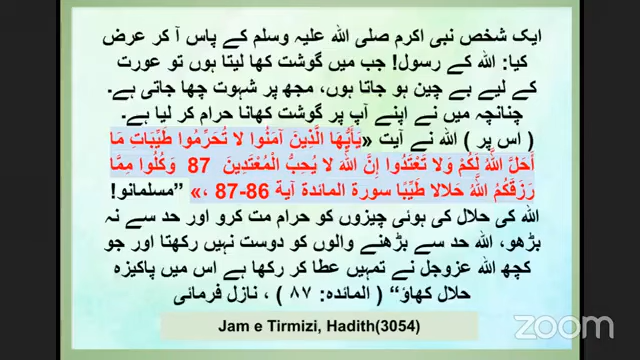 ایک شخص نبی اکرم صلی اللہ علیہ وسلم کے پاس آ کر عرض
کیا: اللہ کے رسول! جب میں گوشت کھا لیتا ہوں تو عورت
کے لیے بے چین ہو جاتا ہوں، مجھ پر شہوت چھا جاتی ہے۔
چنانچہ میں نے اپنے آپ پر گوشت کھانا حرام کر لیا ہے۔
( اس پر ) اللہ نے آیت «يَأَيُّهَا الَّذِينَ آمَنُوا لا تُحَرِّمُوا طَيِّبَاتِ مَا
أَحَلَّ اللَّهُ لَكُمْ وَلا تَعْتَدُوا إِنَّ اللَّهَ لا يُحِبُّ الْمُعْتَدِينَ 87 وَكُلُوا مِمَّا
رَزَقَكُمُ اللَّهُ حَلالا طَيِّبًا سورة المائدة آية 86-87 ،» ”مسلمانو!
اللہ کی حلال کی ہوئی چیزوں کو حرام مت کرو اور حد سے نہ
بڑھو، اللہ حد سے بڑھنے والوں کو دوست نہیں رکھتا اور جو
کچھ اللہ عزوجل نے تمہیں عطا کر رکھا ہے اس میں پاکیزہ
حلال کھاؤ“ ( المائدہ: ۸۷ ) ، نازل فرمائی
Jam e Tirmizi, Hadith(3054)
zoom